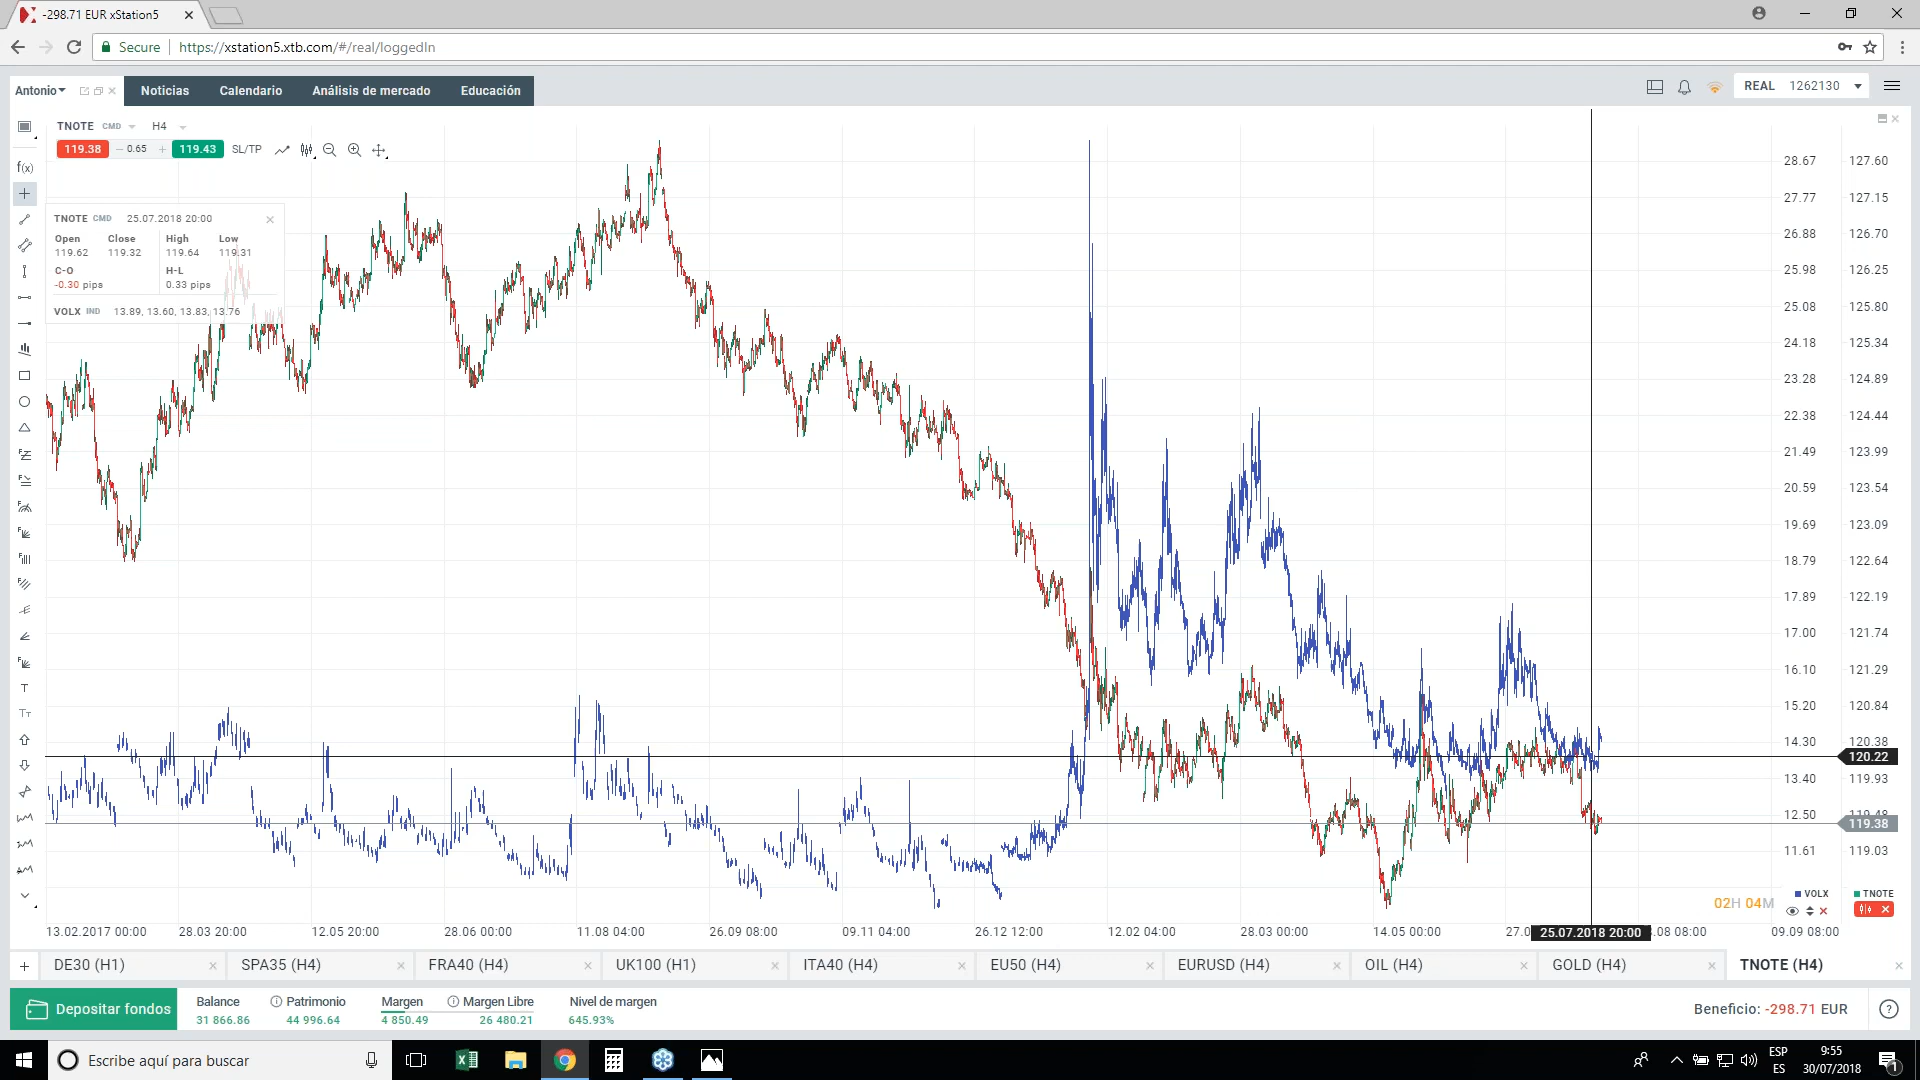 -298.71 EUR xStation5
Secure
https://xstation5.xtb.com/#/real/loggedIn
Antonio
Noticias
Calendario
Análisis de mercado
Educación
REAL 1262130
TNOTE CMD H4
119.38
0.65
119.43
SL/TP
f(x)
TNOTE CMD 25.07.2018 20:00
Open Close High Low
119.62 119.32 119.64 119.31
C-O H-L
-0.30 pips 0.33 pips
VOLX IND 13.89, 13.60, 13.83, 13.76
28.67 127.60
27.77 127.15
26.88 126.70
25.98 126.25
25.08 125.80
24.18 125.34
23.28 124.89
22.38 124.44
21.49 123.99
20.59 123.54
19.69 123.09
18.79 122.64
17.89 122.19
17.00 121.74
16.10 121.29
15.20 120.84
14.30 120.38
120.22
13.40 119.93
12.50
119.38
11.61 119.03
VOLX TNOTE
02H 04M
13.02.2017 00:00
28.03 20:00
12.05 20:00
28.06 00:00
11.08 04:00
26.09 08:00
09.11 04:00
26.12 12:00
12.02 04:00
28.03 00:00
14.05 00:00
25.07.2018 20:00
.08 08:00
09.09 08:00
DE30 (H1)
SPA35 (H4)
FRA40 (H4)
UK100 (H1)
ITA40 (H4)
EU50 (H4)
EURUSD (H4)
OIL (H4)
GOLD (H4)
TNOTE (H4)
Depositar fondos
Balance
31 866.86
Patrimonio
44 996.64
Margen
4 850.49
Margen Libre
26 480.21
Nivel de margen
645.93%
Beneficio: -298.71 EUR
Escribe aquí para buscar
ESP
ES
9:55
30/07/2018
1